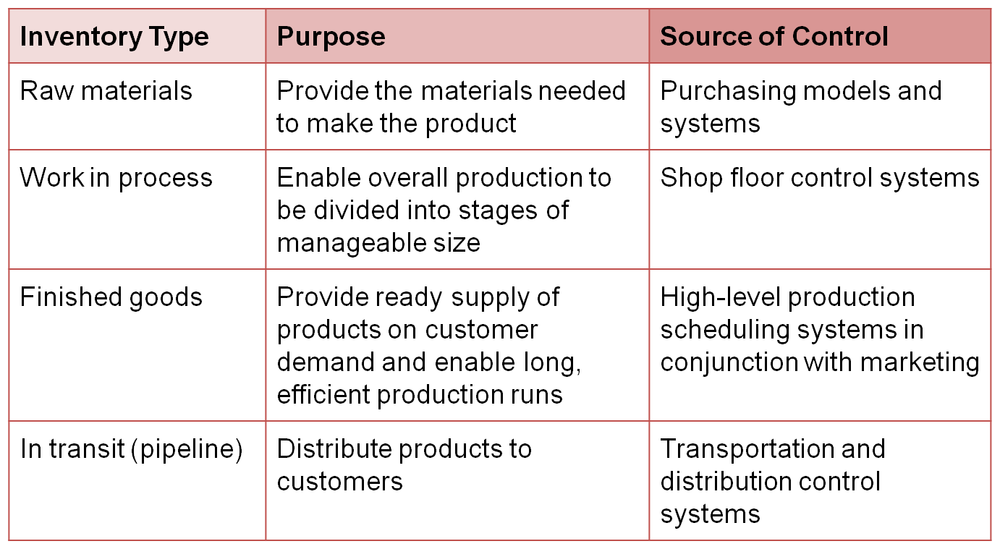 Inventory Type
Purpose
Source of Control
Raw materials
Provide the materials needed
to make the product
Purchasing models and
systems
Work in process
Enable overall production to
be divided into stages of
manageable size
Shop floor control systems
Finished goods
Provide ready supply of
products on customer
demand and enable long,
efficient production runs
High-level production
scheduling systems in
conjunction with marketing
In transit (pipeline)
Distribute products to
customers
Transportation and
distribution control
systems